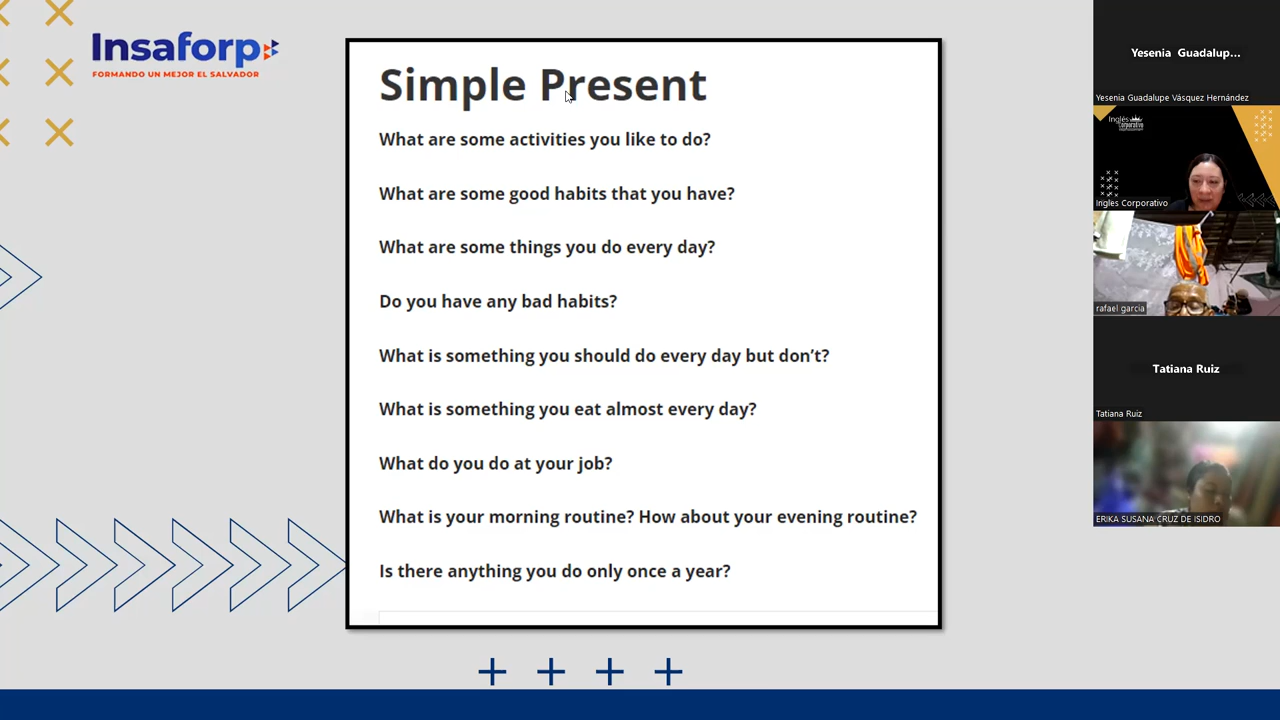 Insaforp
FORMANDO UN MEJOR EL SALVADOR
Simple Present
What are some activities you like to do?
What are some good habits that you have?
What are some things you do every day?
Do you have any bad habits?
What is something you should do every day but don’t?
What is something you eat almost every day?
What do you do at your job?
What is your morning routine? How about your evening routine?
Is there anything you do only once a year?
Yesenia Guadalup...
Yesenia Guadalupe Vásquez Hernández
Inglés
Corporativo
Ingles Corporativo
rafael garcia
Tatiana Ruiz
Tatiana Ruiz
ERIKA SUSANA CRUZ DE ISIDRO